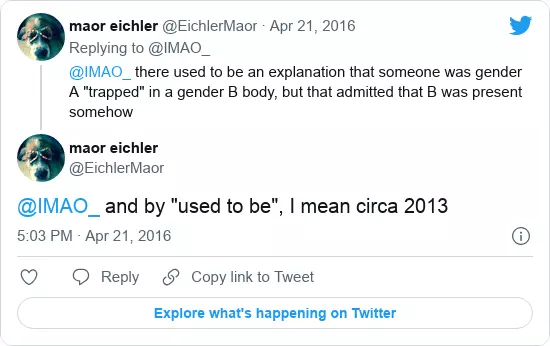 maor eichler @EichlerMaor · Apr 21, 2016
Replying to @IMAO_
@IMAO_ there used to be an explanation that someone was gender
A "trapped" in a gender B body, but that admitted that B was present
somehow
maor eichler
@EichlerMaor
@IMAO_ and by "used to be", I mean circa 2013
5:03 PM · Apr 21, 2016
Reply Copy link to Tweet
Explore what's happening on Twitter